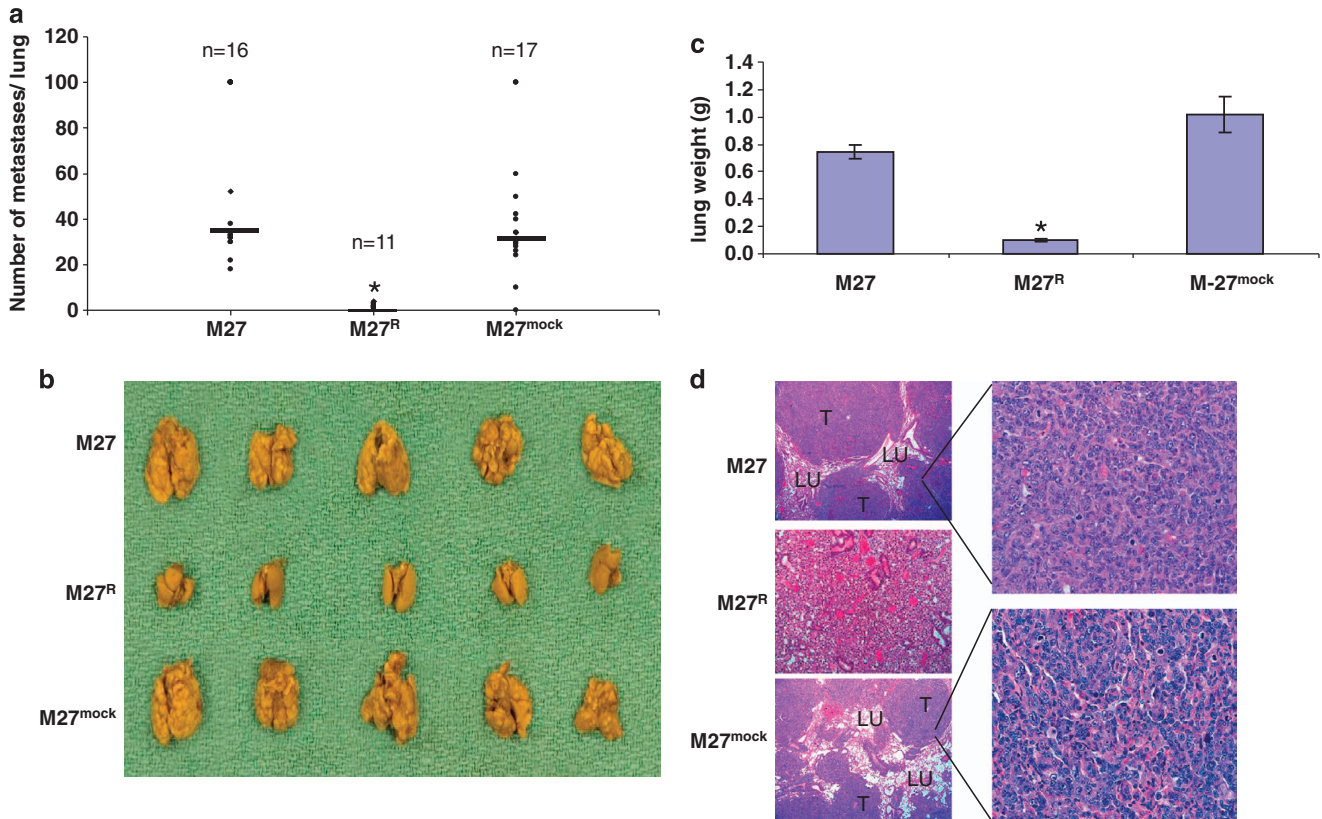 a
Number of metastases/ lung
120
100
80
60
40
20
0
n=16
n=11
n=17
*
M27
M27ᴿ
M27ᵐᵒᶜᵏ
b
M27
M27ᴿ
M27ᵐᵒᶜᵏ
c
lung weight (g)
1.4
1.2
1.0
0.8
0.6
0.4
0.2
0.0
*
M27
M27ᴿ
M-27ᵐᵒᶜᵏ
d
M27
T
LU
LU
T
M27ᴿ
M27ᵐᵒᶜᵏ
T
LU
LU
T